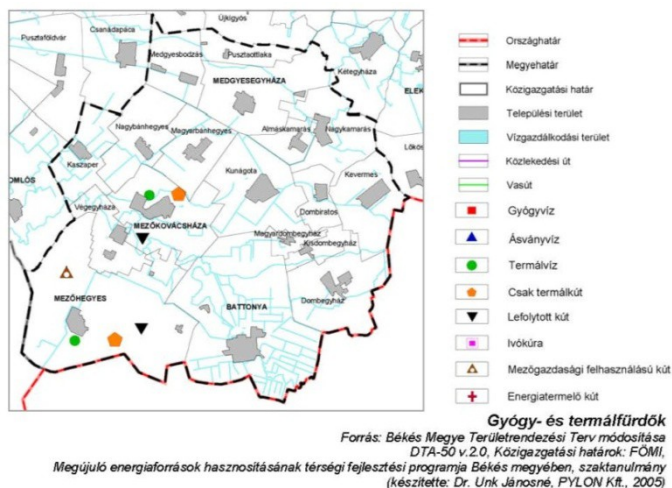 Újkígyós
Csanádapáca
Pusztaföldvár
Medgyesbodzás
Pusztaottlaka
Kétegyháza
MEDGYESEGYHÁZA
ELEK
Nagybánhegyes
Magyarbánhegyes
Almáskamarás
Nagykamarás
Lőkös
Kaszaper
Kunágota
Kevermes
OMLÓS
Végegyháza
MEZŐKOVÁCSHÁZA
Dombiratos
Magyardombegyház
Kisdombegyház
MEZŐHEGYES
BATTONYA
Dombegyház
Országhatár
Megyehatár
Közigazgatási határ
Települési terület
Vízgazdálkodási terület
Közlekedési út
Vasút
Gyógyvíz
Ásványvíz
Termálvíz
Csak termálkút
Lefolytott kút
Ivókúra
Mezőgazdasági felhasználású kút
Energiatermelő kút
Gyógy- és termálfürdők
Forrás: Békés Megye Területrendezési Terv módosítása
DTA-50 v.2.0, Közigazgatási határok: FÖMI,
Megújuló energiaforrások hasznosításának térségi fejlesztési programja Békés megyében, szaktanulmány
(készítette: Dr. Unk Jánosné, PYLON Kft., 2005)